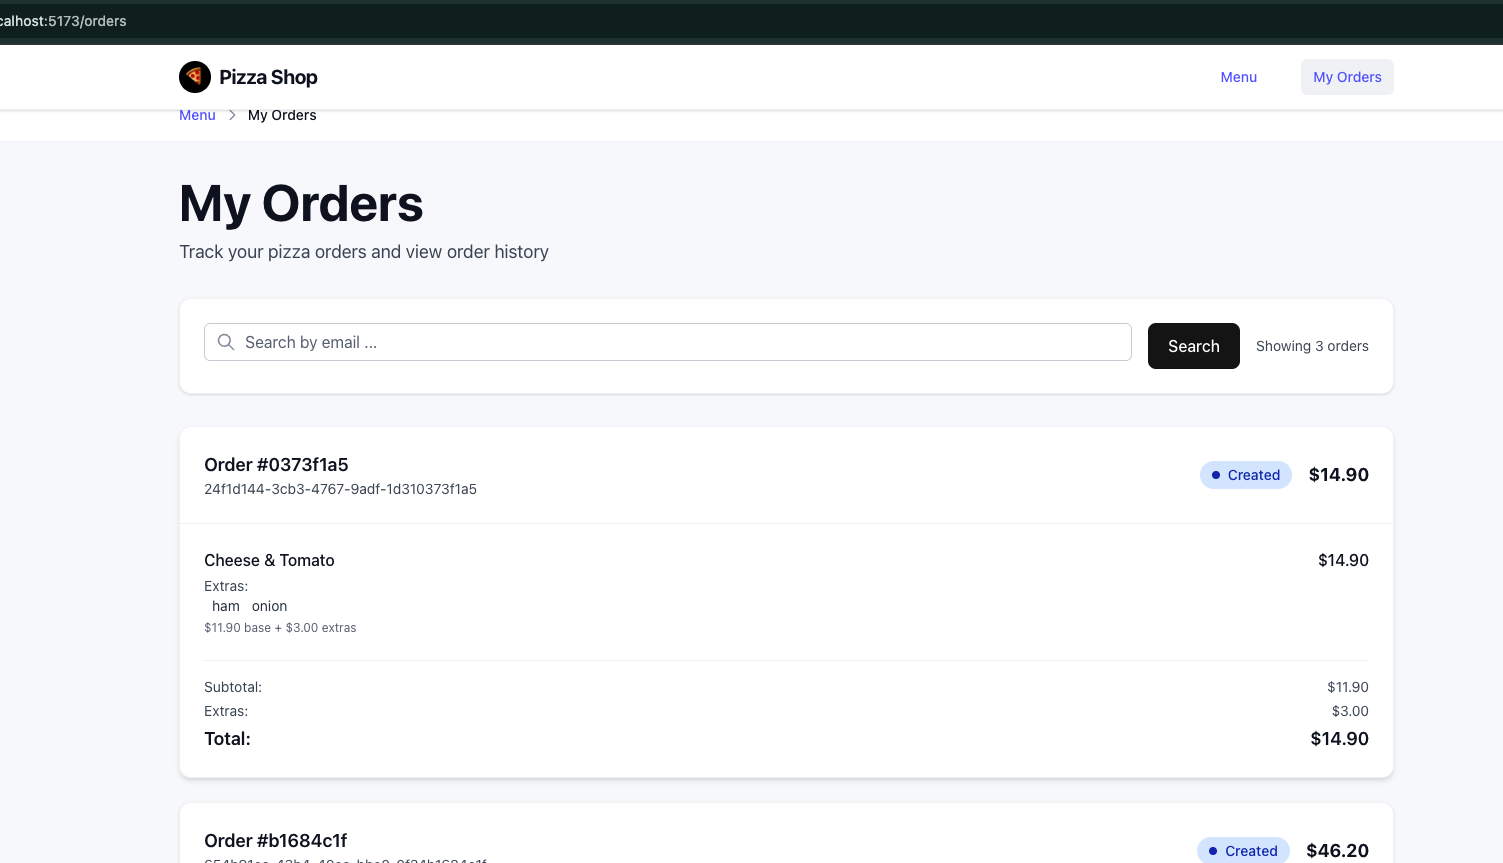 calhost:5173/orders
Pizza Shop
Menu
My Orders
Menu > My Orders
My Orders
Track your pizza orders and view order history
Search by email ...
Search
Showing 3 orders
Order #0373f1a5
24f1d144-3cb3-4767-9adf-1d310373f1a5
Created
$14.90
Cheese & Tomato
$14.90
Extras:
ham onion
$11.90 base + $3.00 extras
Subtotal:
$11.90
Extras:
$3.00
Total:
$14.90
Order #b1684c1f
Created
$46.20